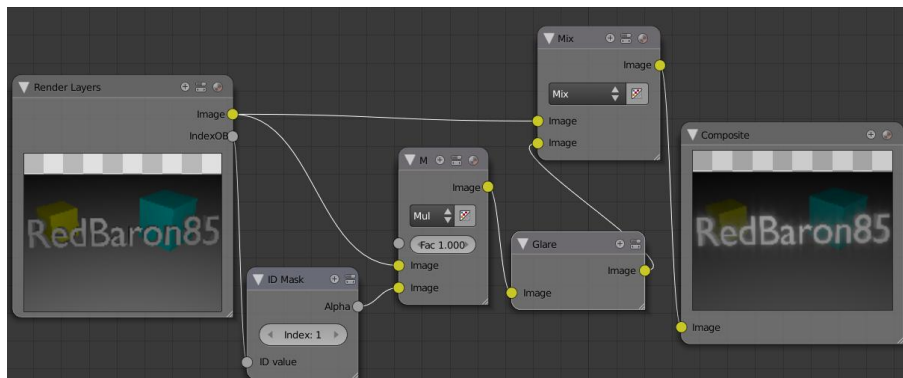 Render Layers
Image
IndexOB
RedBaron85
ID Mask
Alpha
Index: 1
ID value
M
Image
Mul
Fac 1.000
Image
Image
Mix
Image
Mix
Image
Image
Glare
Image
Image
Composite
RedBaron85
Image